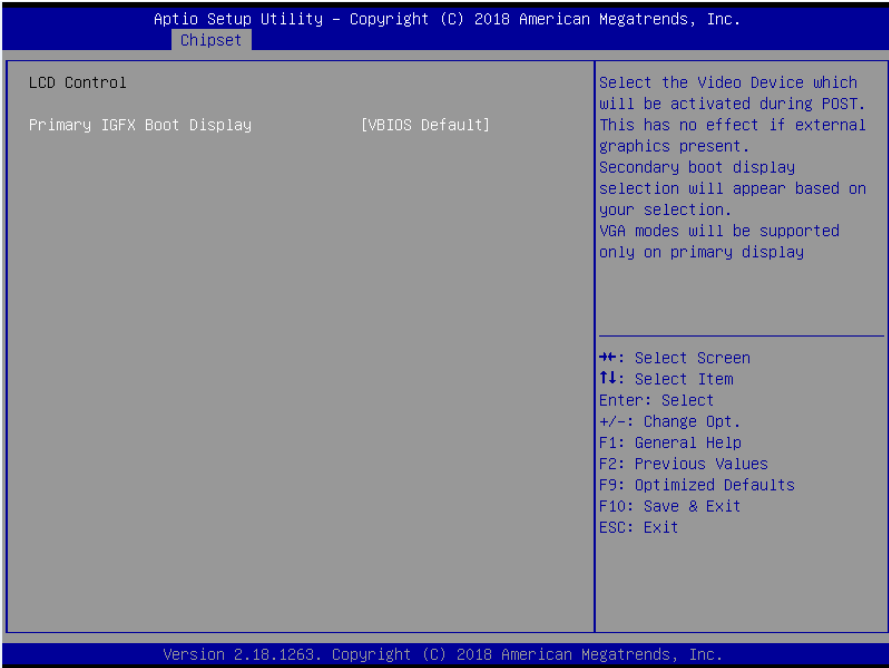 Aptio Setup Utility – Copyright (C) 2018 American Megatrends, Inc.
Chipset
LCD Control
Primary IGFX Boot Display [VBIOS Default]
Select the Video Device which
will be activated during POST.
This has no effect if external
graphics present.
Secondary boot display
selection will appear based on
your selection.
VGA modes will be supported
only on primary display
→←: Select Screen
↑↓: Select Item
Enter: Select
+/-: Change Opt.
F1: General Help
F2: Previous Values
F9: Optimized Defaults
F10: Save & Exit
ESC: Exit
Version 2.18.1263. Copyright (C) 2018 American Megatrends, Inc.